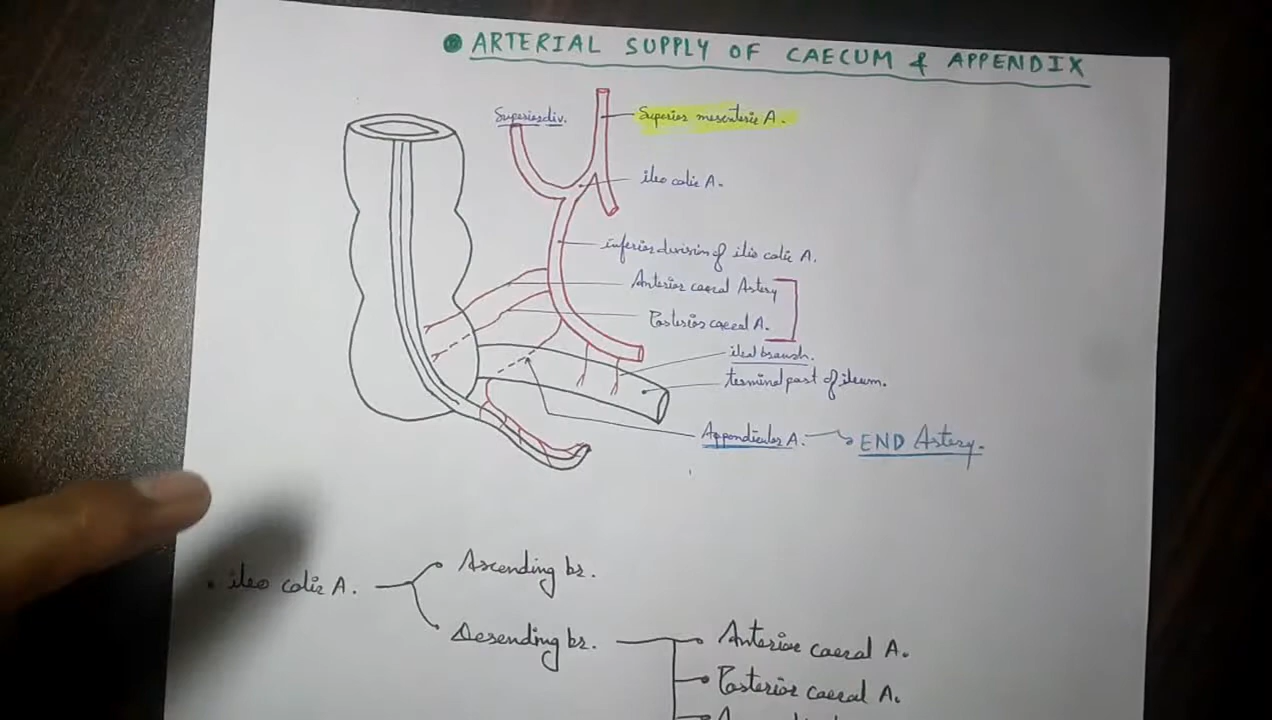 ARTERIAL SUPPLY OF CAECUM & APPENDIX
Superior div.
Superior mesenteric A.
ileo colic A.
inferior division of ilio colic A.
Anterior caecal Artery
Posterior caecal A.
ileal branch.
terminal part of ileum.
Appendicular A. END Artery.
ileo colic A.
Ascending br.
Desending br.
Anterior caecal A.
Posterior caecal A.